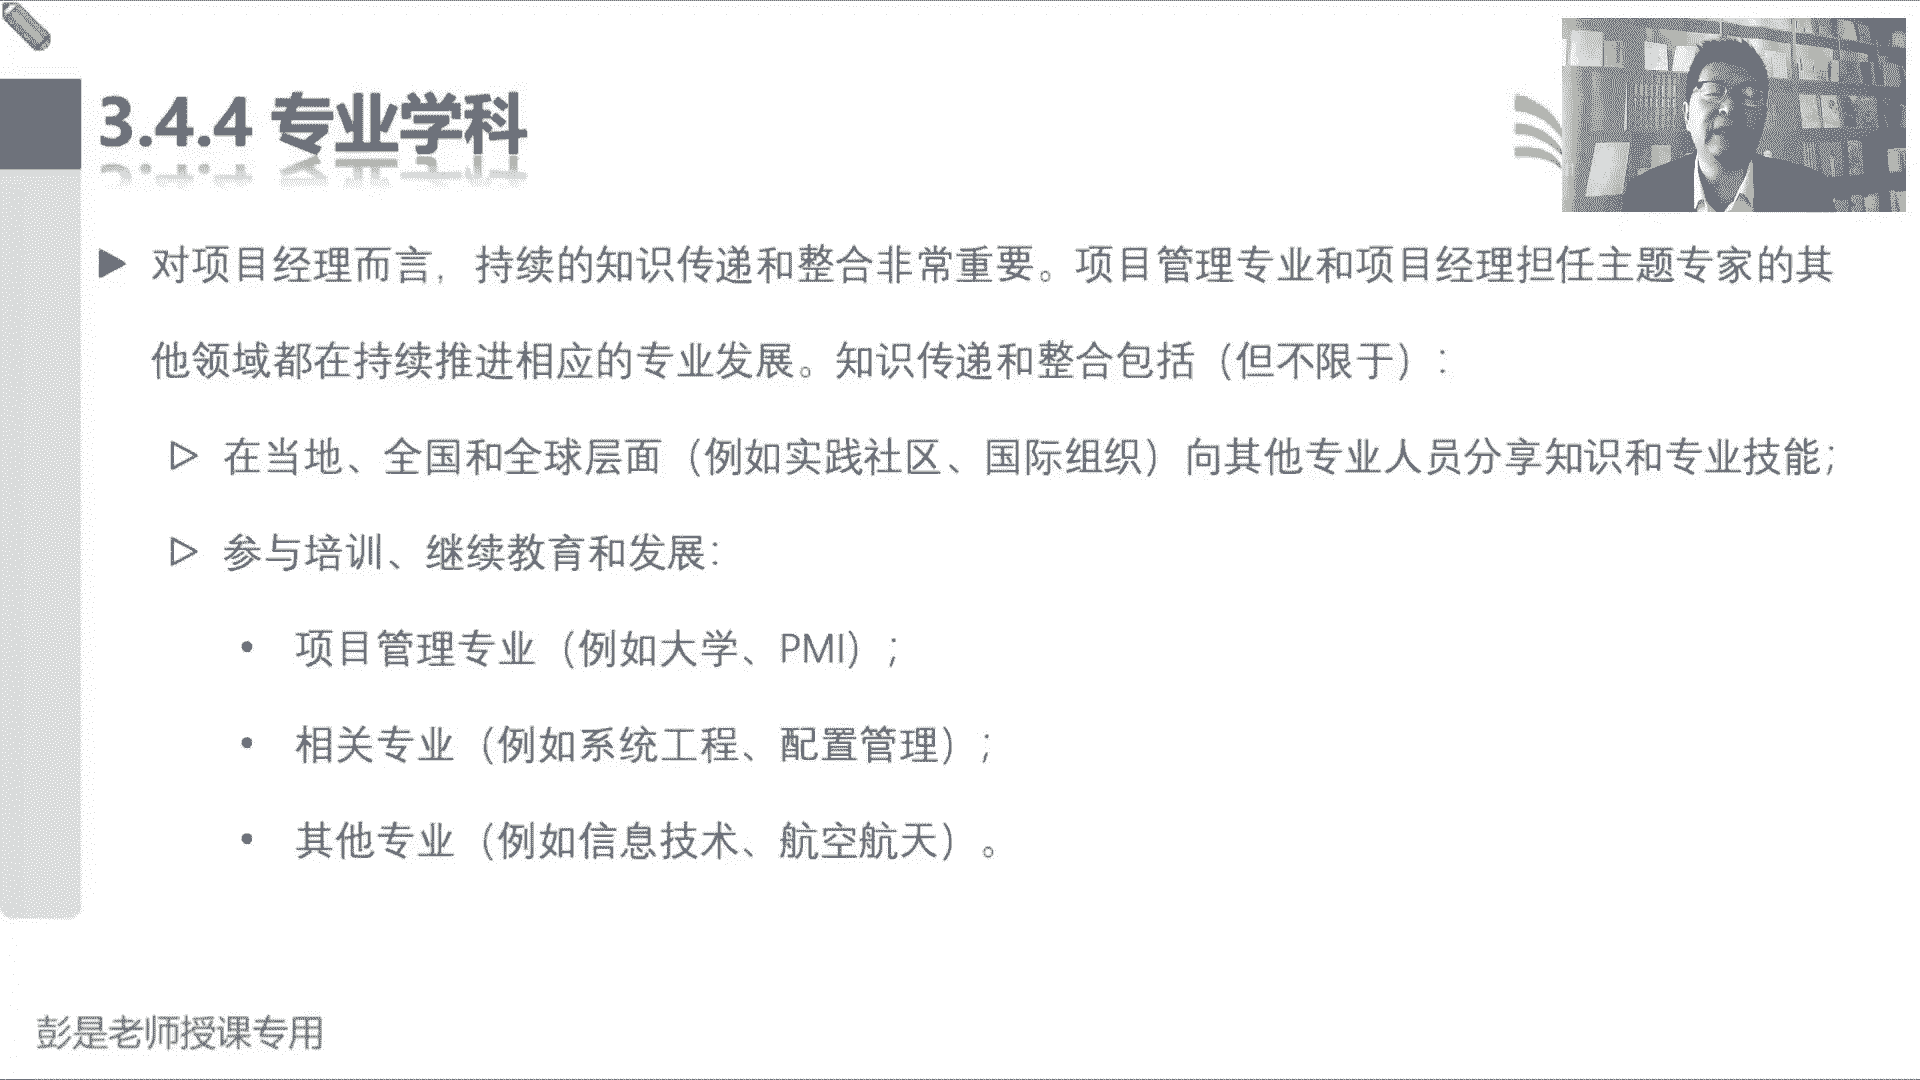 3.4.4 专业学科
对项目经理而言，持续的知识传递和整合非常重要。项目管理专业和项目经理担任主题专家的其
他领域都在持续推进相应的专业发展。知识传递和整合包括（但不限于）：
在当地、全国和全球层面（例如实践社区、国际组织）向其他专业人员分享知识和专业技能；
参与培训、继续教育和发展：
• 项目管理专业（例如大学、PMI）；
• 相关专业（例如系统工程、配置管理）；
• 其他专业（例如信息技术、航空航天）。
彭是老师授课专用